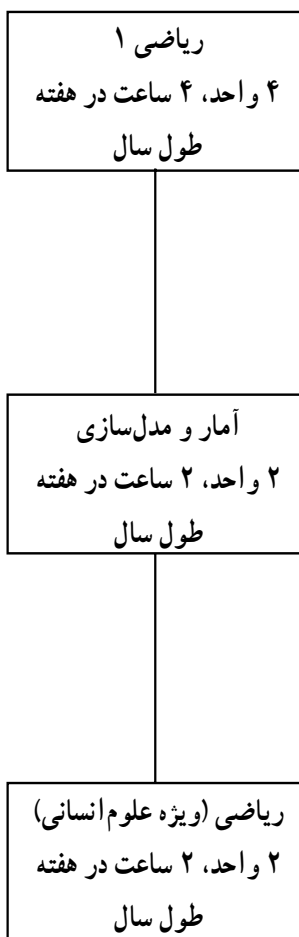 ریاضی ۱
۴ واحد، ۴ ساعت در هفته
طول سال
آمار و مدل‌سازی
۲ واحد، ۲ ساعت در هفته
طول سال
ریاضی (ویژه علوم انسانی)
۲ واحد، ۲ ساعت در هفته
طول سال